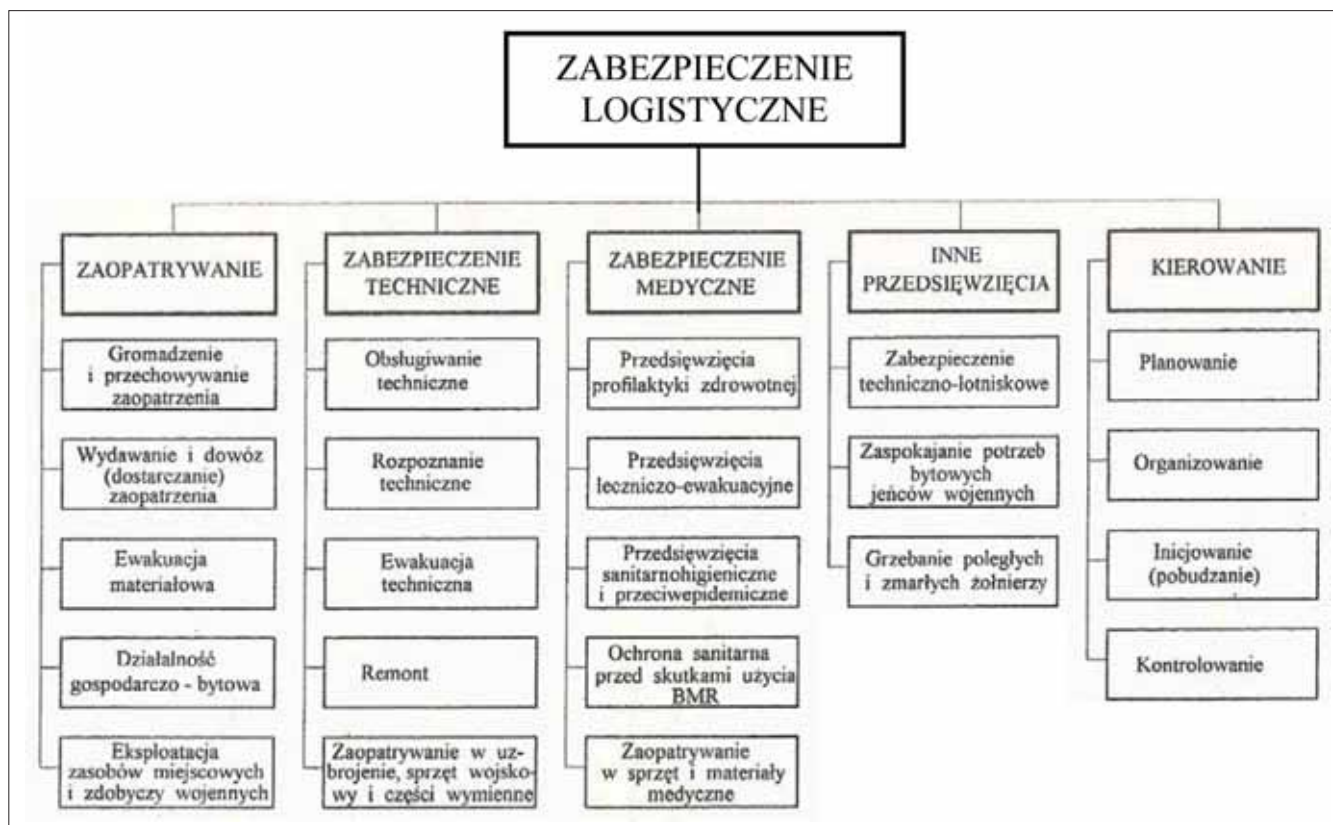 ZABEZPIECZENIE
LOGISTYCZNE
ZAOPATRYWANIE
Gromadzenie
i przechowywanie
zaopatrzenia
Wydawanie i dowóz
(dostarczanie)
zaopatrzenia
Ewakuacja
materiałowa
Działalność
gospodarczo - bytowa
Eksploatacja
zasobów miejscowych
i zdobyczy wojennych
ZABEZPIECZENIE
TECHNICZNE
Obsługiwanie
techniczne
Rozpoznanie
techniczne
Ewakuacja
techniczna
Remont
Zaopatrywanie w uz-
brojenie, sprzęt wojsko-
wy i części wymienne
ZABEZPIECZENIE
MEDYCZNE
Przedsięwzięcia
profilaktyki zdrowotnej
Przedsięwzięcia
leczniczo-ewakuacyjne
Przedsięwzięcia
sanitarnohigieniczne
i przeciwepidemiczne
Ochrona sanitarna
przed skutkami użycia
BMR
Zaopatrywanie
w sprzęt i materiały
medyczne
INNE
PRZEDSIĘWZIĘCIA
Zabezpieczenie
techniczno-lotniskowe
Zaspokajanie potrzeb
bytowych
jeńców wojennych
Grzebanie poległych
i zmarłych żołnierzy
KIEROWANIE
Planowanie
Organizowanie
Inicjowanie
(pobudzanie)
Kontrolowanie